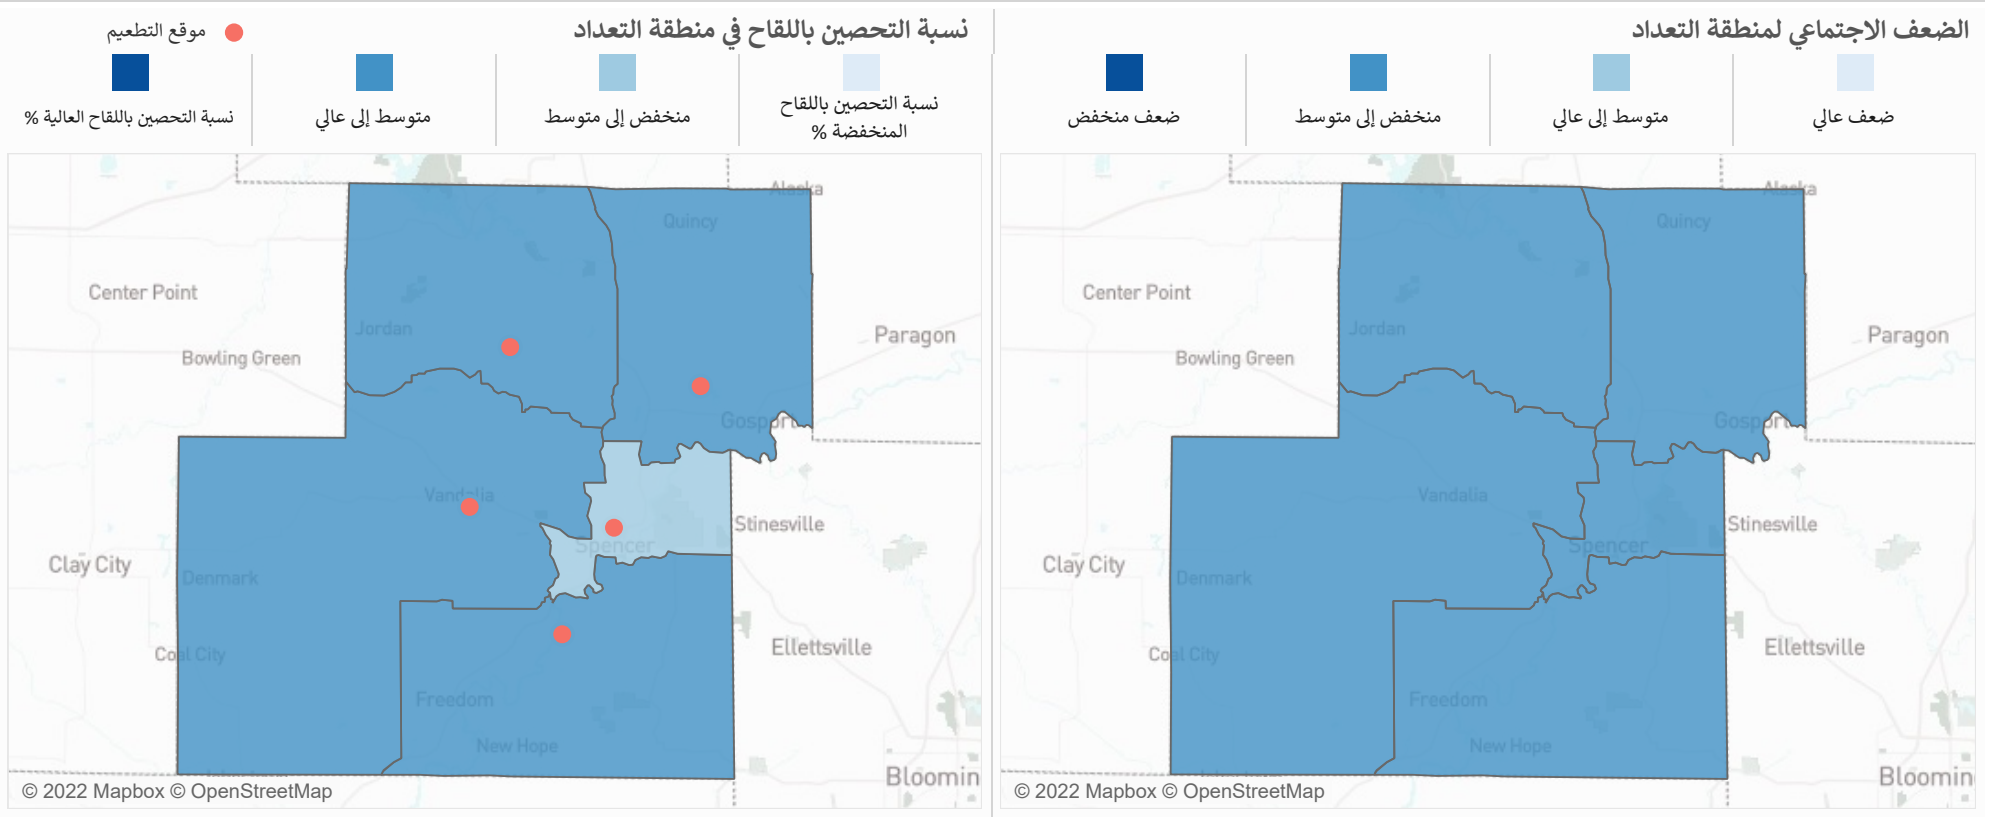 الضعف الاجتماعي لمنطقة التعداد
ضعف عالي
متوسط إلى عالي
منخفض إلى متوسط
ضعف منخفض
Alaska
Quincy
Center Point
Jordan
Paragon
Bowling Green
Gosport
Vandalia
Stinesville
Spencer
Clay City
Denmark
Ellettsville
Coal City
Freedom
New Hope
Bloomin
© 2022 Mapbox © OpenStreetMap
نسبة التحصين باللقاح في منطقة التعداد
موقع التطعيم
نسبة التحصين باللقاح
المنخفضة %
منخفض إلى متوسط
متوسط إلى عالي
نسبة التحصين باللقاح العالية %
Alaska
Quincy
Center Point
Jordan
Paragon
Bowling Green
Gosport
Vandalia
Stinesville
Spencer
Clay City
Denmark
Ellettsville
Coal City
Freedom
New Hope
Bloomin
© 2022 Mapbox © OpenStreetMap